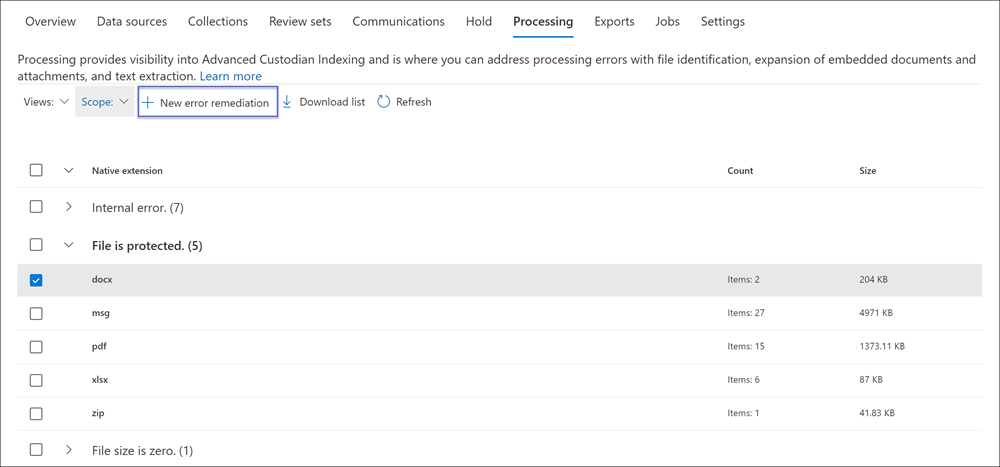 Overview Data sources Collections Review sets Communications Hold Processing Exports Jobs Settings
Processing provides visibility into Advanced Custodian Indexing and is where you can address processing errors with file identification, expansion of embedded documents and
attachments, and text extraction. Learn more
Views: Scope: + New error remediation Download list Refresh
Native extension Count Size
Internal error. (7)
File is protected. (5)
docx Items: 2 204 KB
msg Items: 27 4971 KB
pdf Items: 15 1373.11 KB
xlsx Items: 6 87 KB
zip Items: 1 41.83 KB
File size is zero. (1)